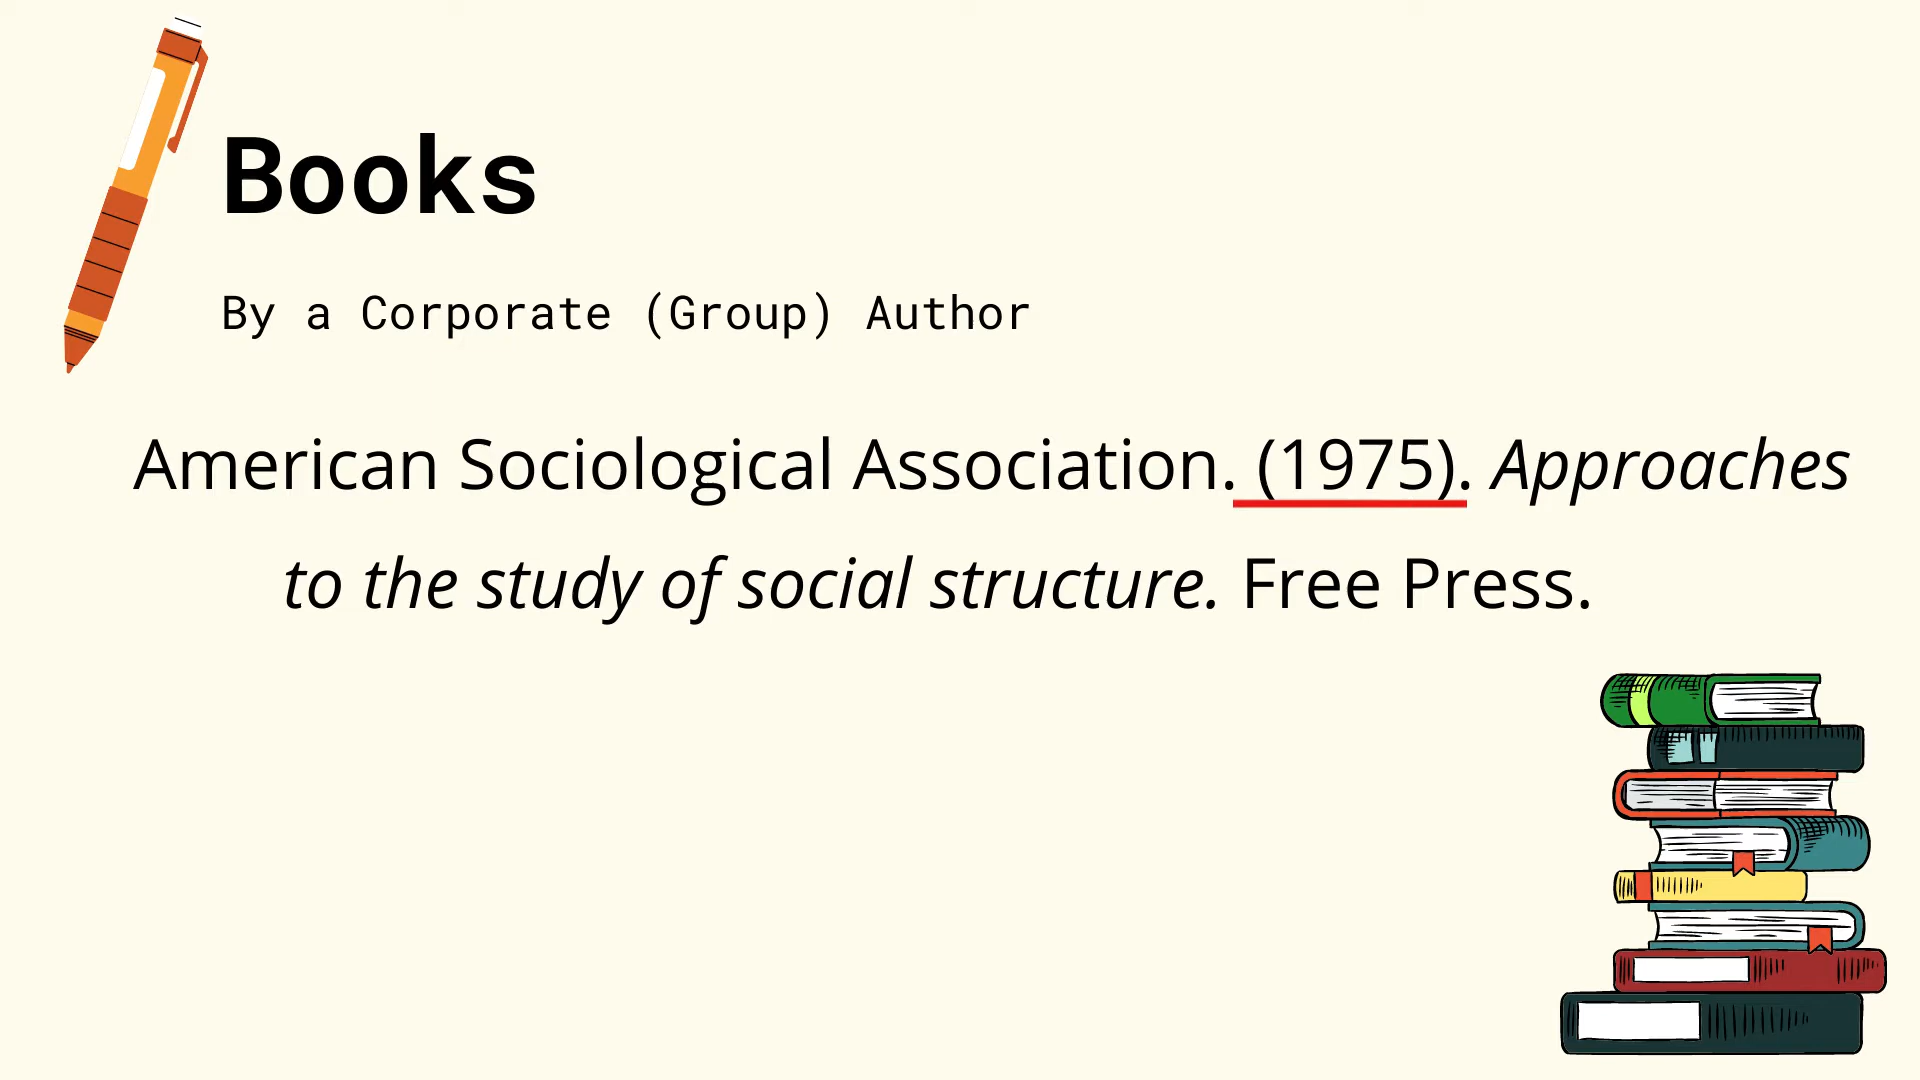 Books
By a Corporate (Group) Author
American Sociological Association. (1975). Approaches
to the study of social structure. Free Press.